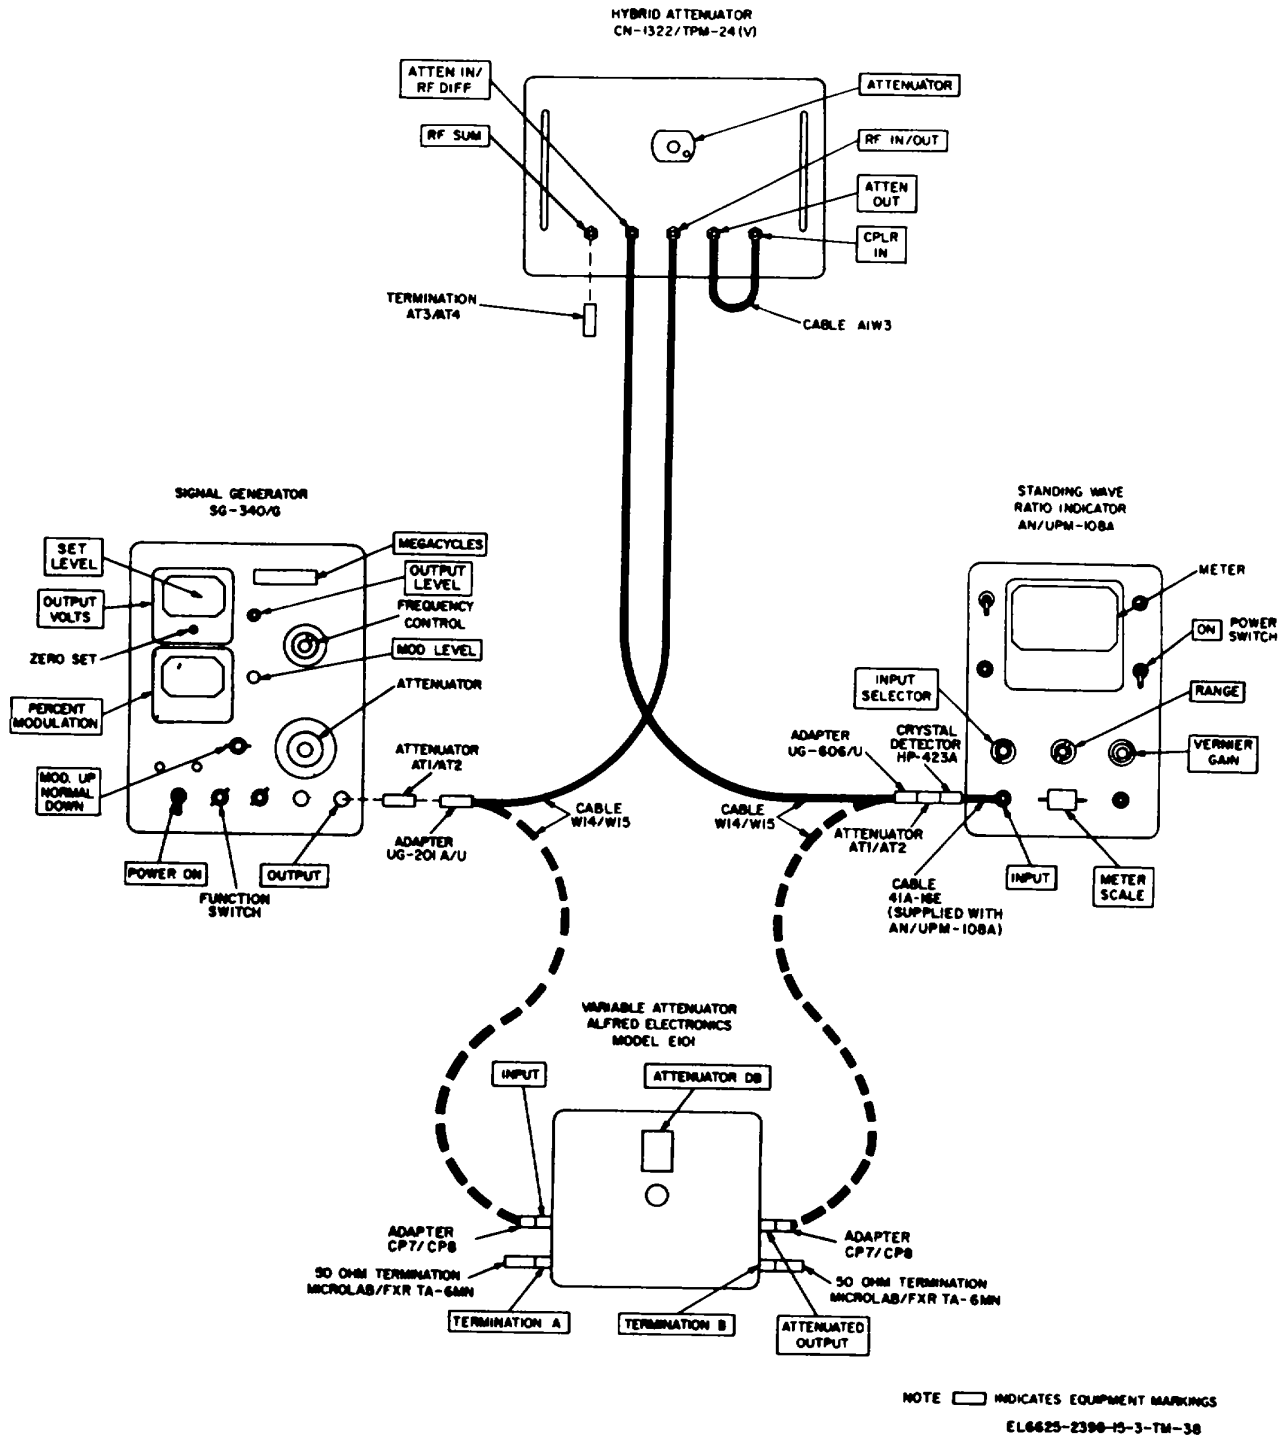 HYBRID ATTENUATOR
CN-1322/TPM-24(V)
ATTEN IN/
RF DIFF
ATTENUATOR
RF SUM
RF IN/OUT
ATTEN
OUT
CPLR
IN
TERMINATION
AT3/AT4
CABLE A1W3
SIGNAL GENERATOR
SG-340/G
STANDING WAVE
RATIO INDICATOR
AN/UPM-108A
SET
LEVEL
MEGACYCLES
OUTPUT
LEVEL
OUTPUT
VOLTS
FREQUENCY
CONTROL
ZERO SET
MOD LEVEL
ATTENUATOR
PERCENT
MODULATION
MOD. UP
NORMAL
DOWN
ATTENUATOR
AT1/AT2
ADAPTER
UG-201 A/U
CABLE
W14/W15
POWER ON
FUNCTION
SWITCH
OUTPUT
METER
ON
POWER
SWITCH
INPUT
SELECTOR
RANGE
ADAPTER
UG-606/U
CRYSTAL
DETECTOR
HP-423A
VERNIER
GAIN
CABLE
W14/W15
ATTENUATOR
AT1/AT2
CABLE
41A-16E
(SUPPLIED WITH
AN/UPM-108A)
INPUT
METER
SCALE
VARIABLE ATTENUATOR
ALFRED ELECTRONICS
MODEL E101
INPUT
ATTENUATOR DB
ADAPTER
CP7/CP8
50 OHM TERMINATION
MICROLAB/FXR TA-6MN
TERMINATION A
ADAPTER
CP7/CP8
50 OHM TERMINATION
MICROLAB/FXR TA-6MN
TERMINATION B
ATTENUATED
OUTPUT
NOTE INDICATES EQUIPMENT MARKINGS
EL6625-2398-15-3-TM-38